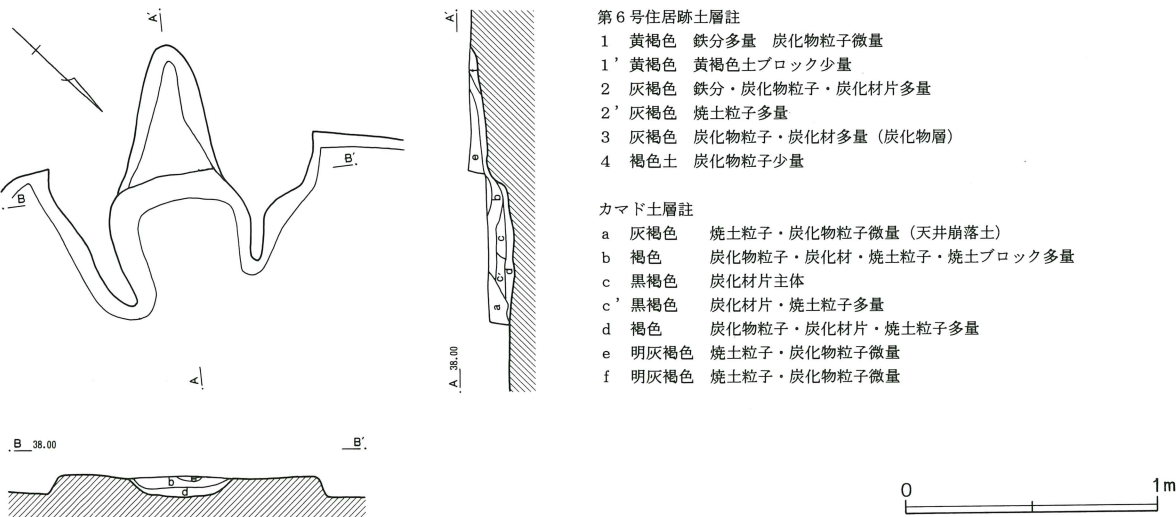 第6号住居跡土層註
1 黄褐色 鉄分多量 炭化物粒子微量
1’ 黄褐色 黄褐色土ブロック少量
2 灰褐色 鉄分・炭化物粒子・炭化材片多量
2’ 灰褐色 焼土粒子多量
3 灰褐色 炭化物粒子・炭化材多量(炭化物層)
4 褐色土 炭化物粒子少量
カマド土層註
a 灰褐色 焼土粒子・炭化物粒子微量(天井崩落土)
b 褐色 炭化物粒子・炭化材・焼土粒子・焼土ブロック多量
c 黒褐色 炭化材片主体
c’ 黒褐色 炭化材片・焼土粒子多量
d 褐色 炭化物粒子・炭化材片・焼土粒子多量
e 明灰褐色 焼土粒子・炭化物粒子微量
f 明灰褐色 焼土粒子・炭化物粒子微量
A'
B
B'
A
A'
f
e
b
c
c'
d
a
A 38.00
B 38.00
B'
b
d
0
1m